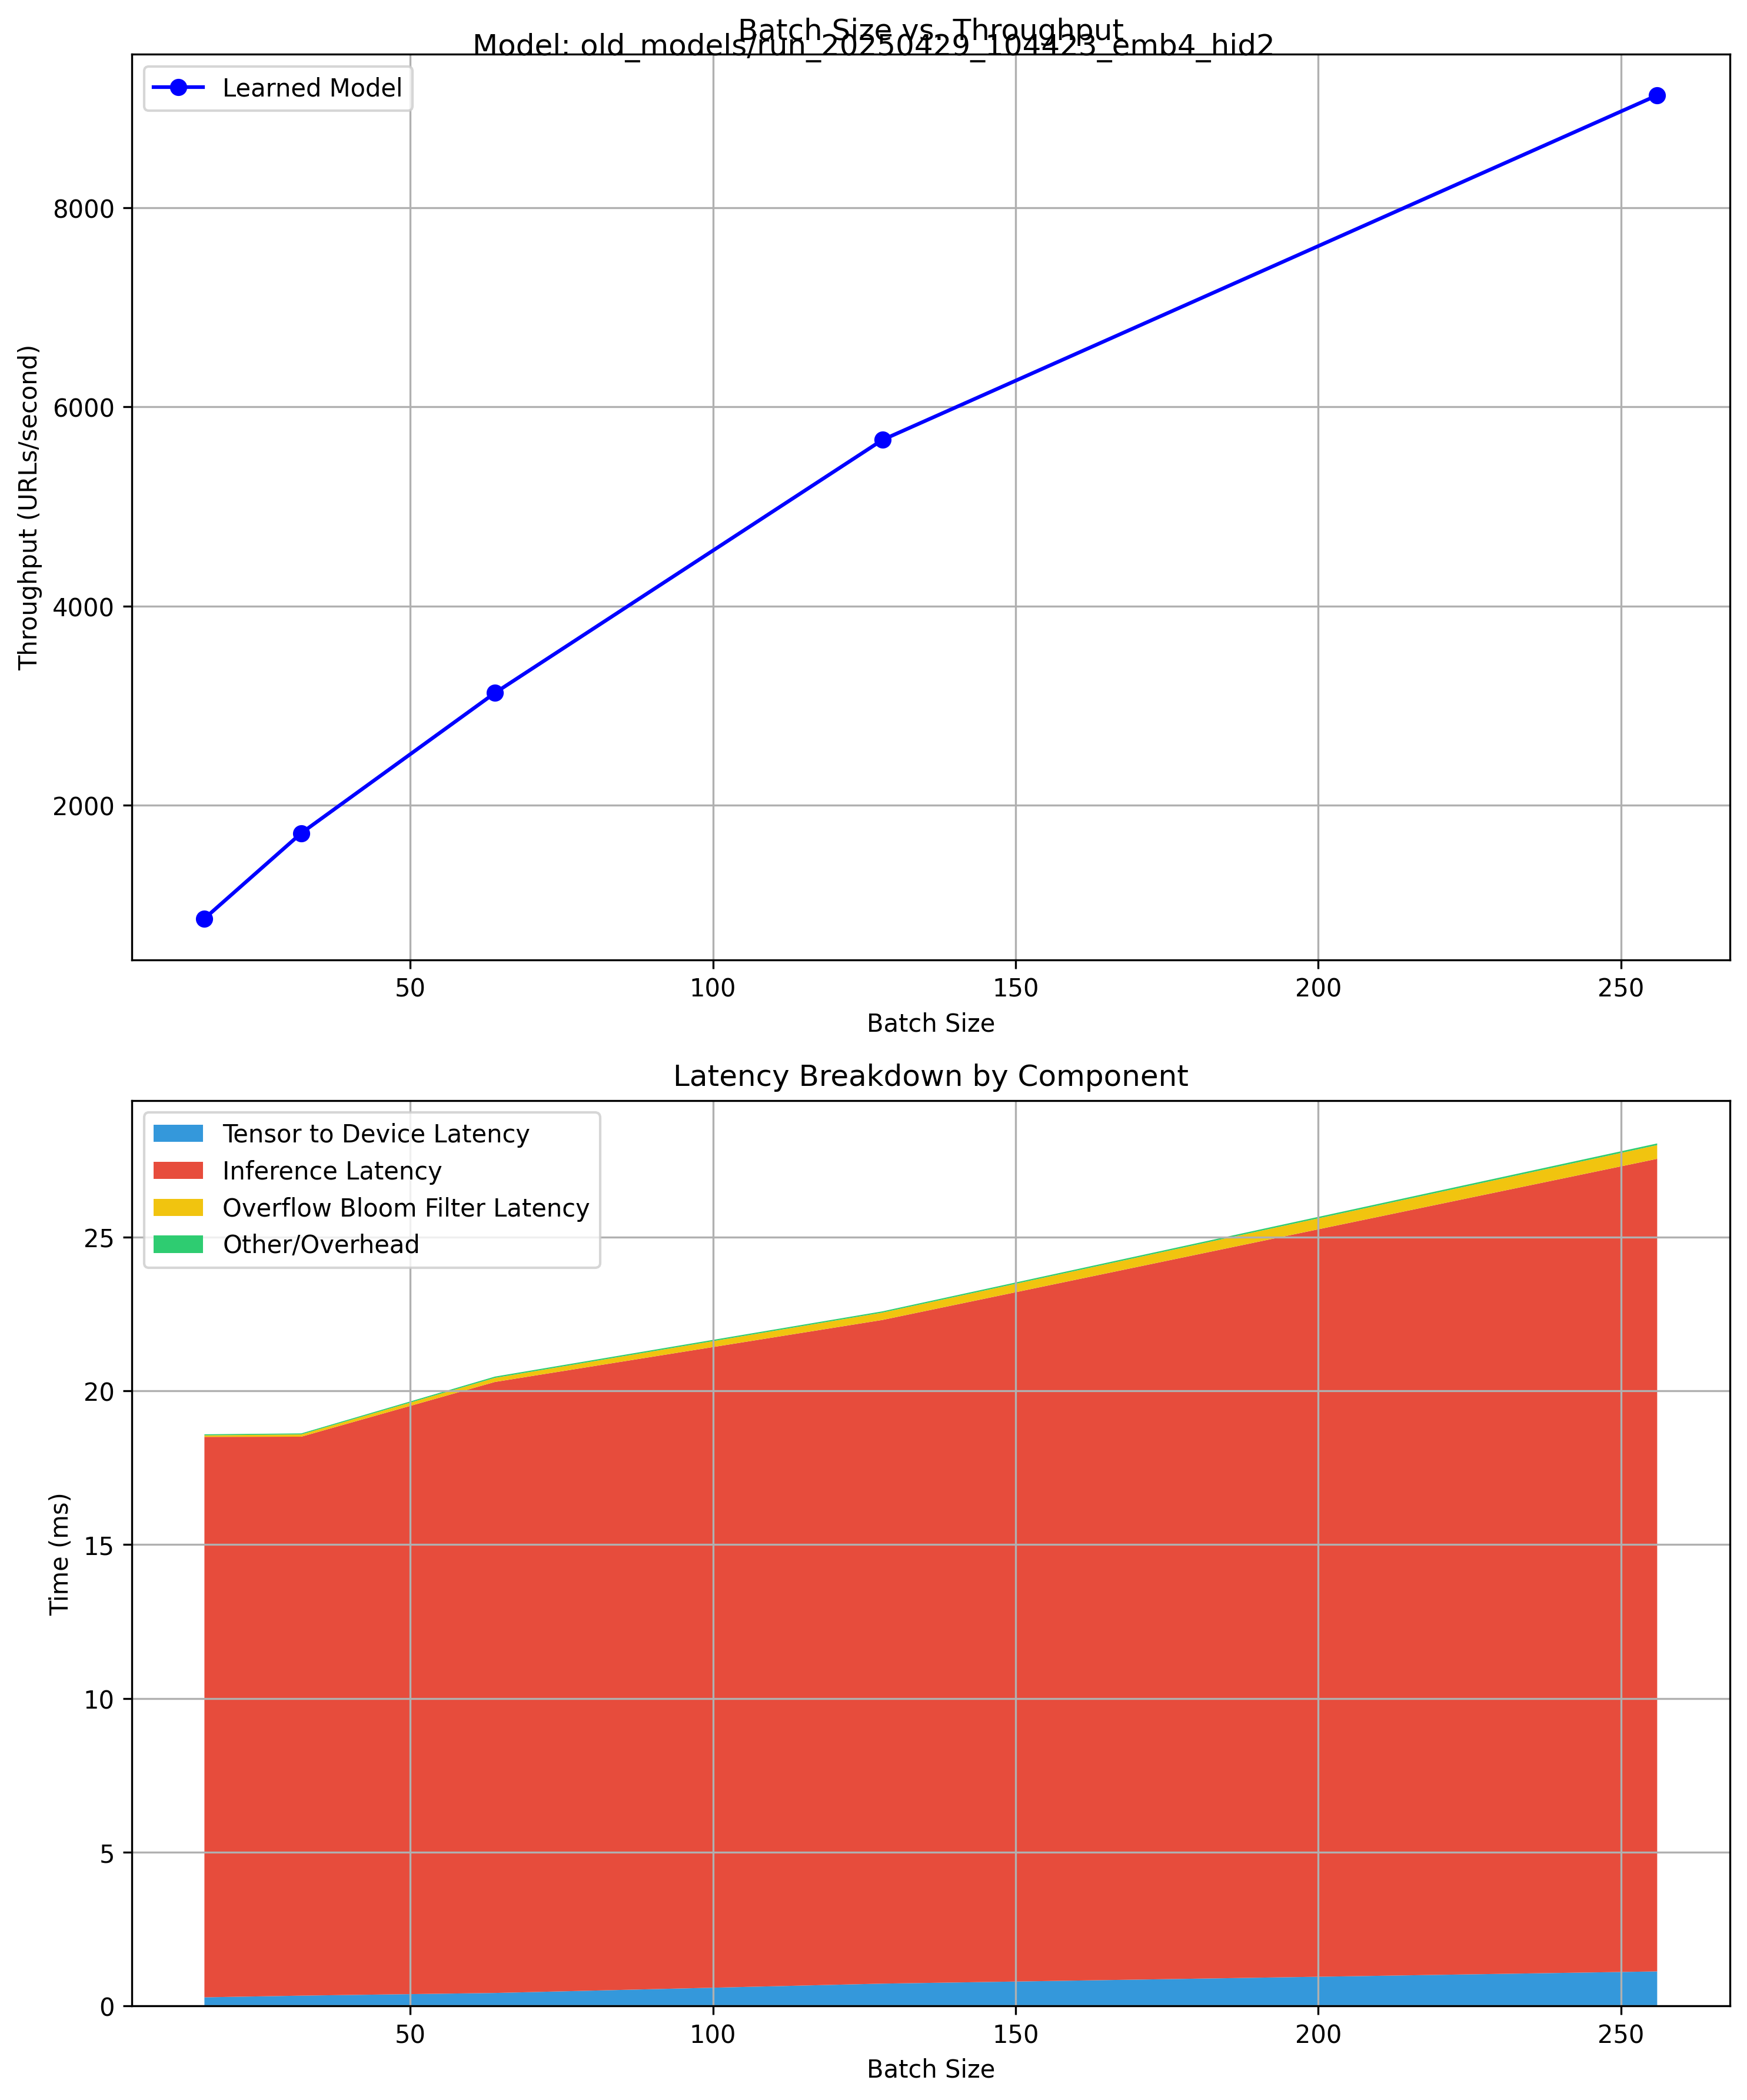 Batch Size vs. Throughput
Model: old_models/run_20250429_104423_emb4_hid2
Learned Model
8000
6000
4000
2000
Throughput (URLs/second)
50 100 150 200 250
Batch Size
Latency Breakdown by Component
Tensor to Device Latency
Inference Latency
Overflow Bloom Filter Latency
Other/Overhead
25
20
15
10
5
0
Time (ms)
50 100 150 200 250
Batch Size